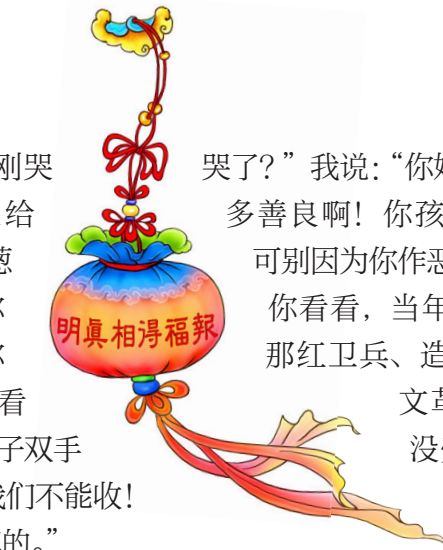 刚哭
给
葱
看
子双手
我们不能收！
的。”
明真相得福報
哭了？”我说：“你
多善良啊！你孩
可别因为你作恶
你看看，当年
那红卫兵、造
文革
没